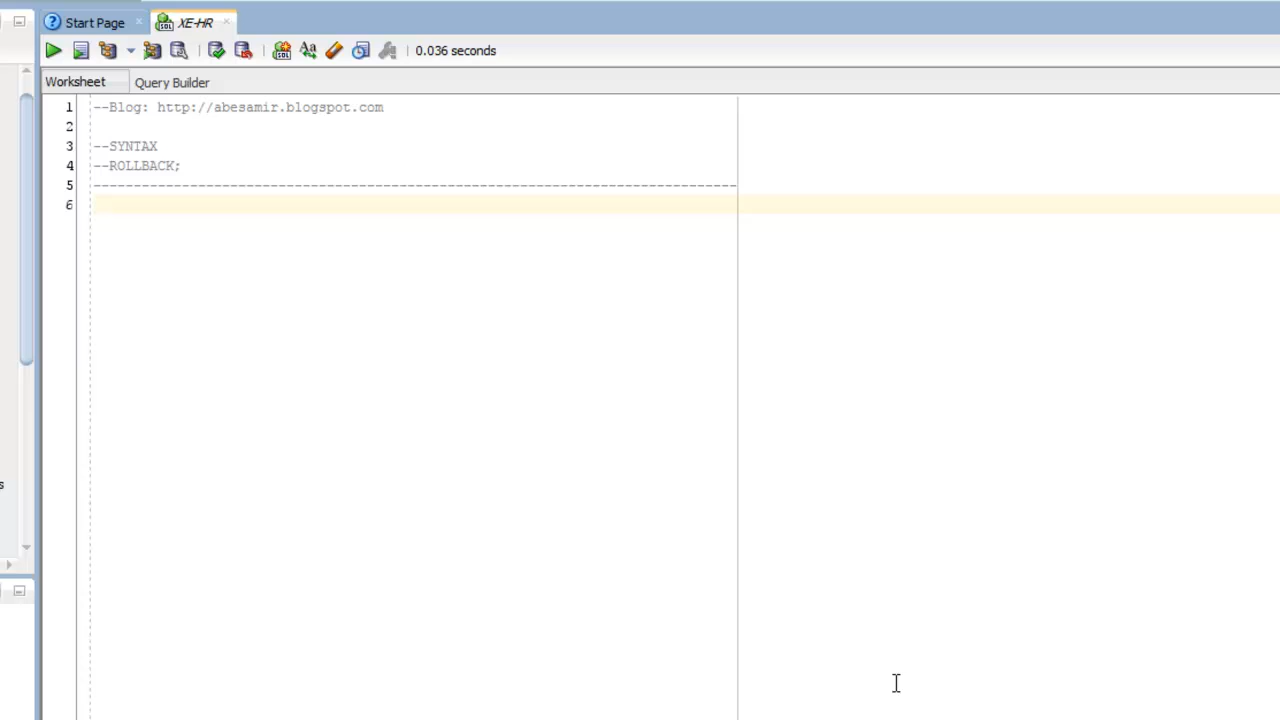 Start Page
XE-HR
0.036 seconds
Worksheet
Query Builder
1 --Blog: http://abesamir.blogspot.com
2
3 --SYNTAX
4 --ROLLBACK;
5 --------------------------------------------------------------------------------
6
s